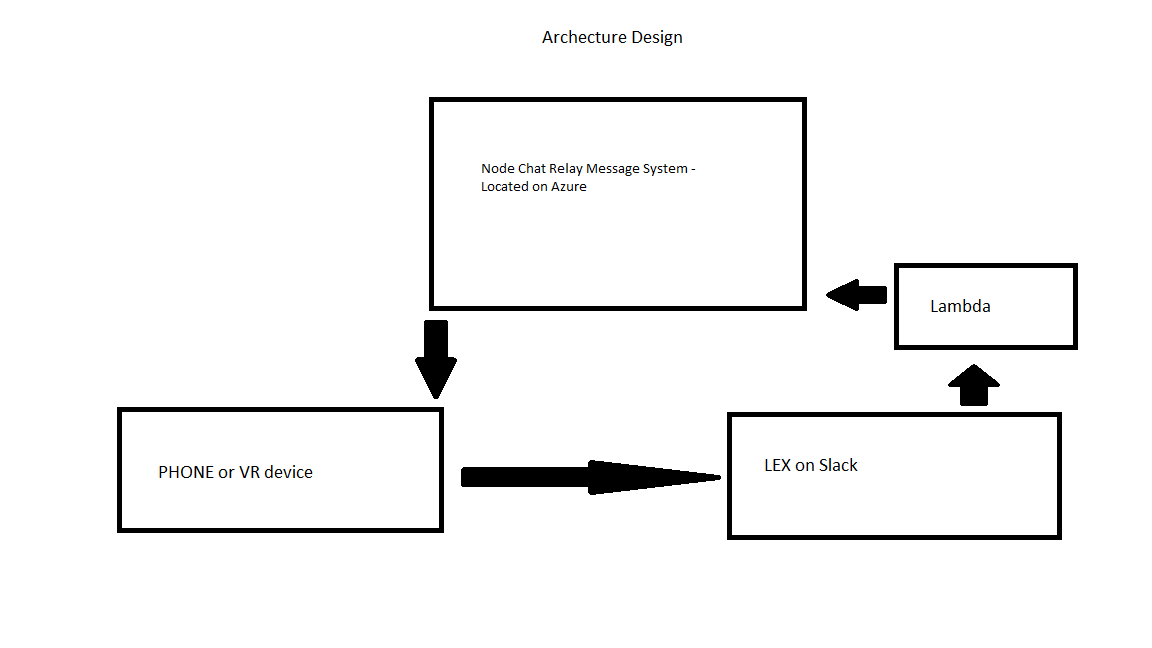 Archecture Design
Node Chat Relay Message System -
Located on Azure
Lambda
PHONE or VR device
LEX on Slack